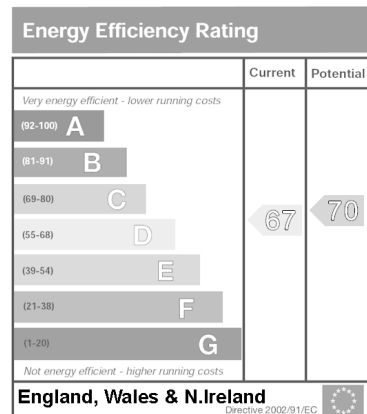 Energy Efficiency Rating
Current Potential
Very energy efficient - lower running costs
(92-100) A
(81-91) B
(69-80) C
(55-68) D
(39-54) E
(21-38) F
(1-20) G
67
70
Not energy efficient - higher running costs
England, Wales & N.Ireland
Directive 2002/91/EC